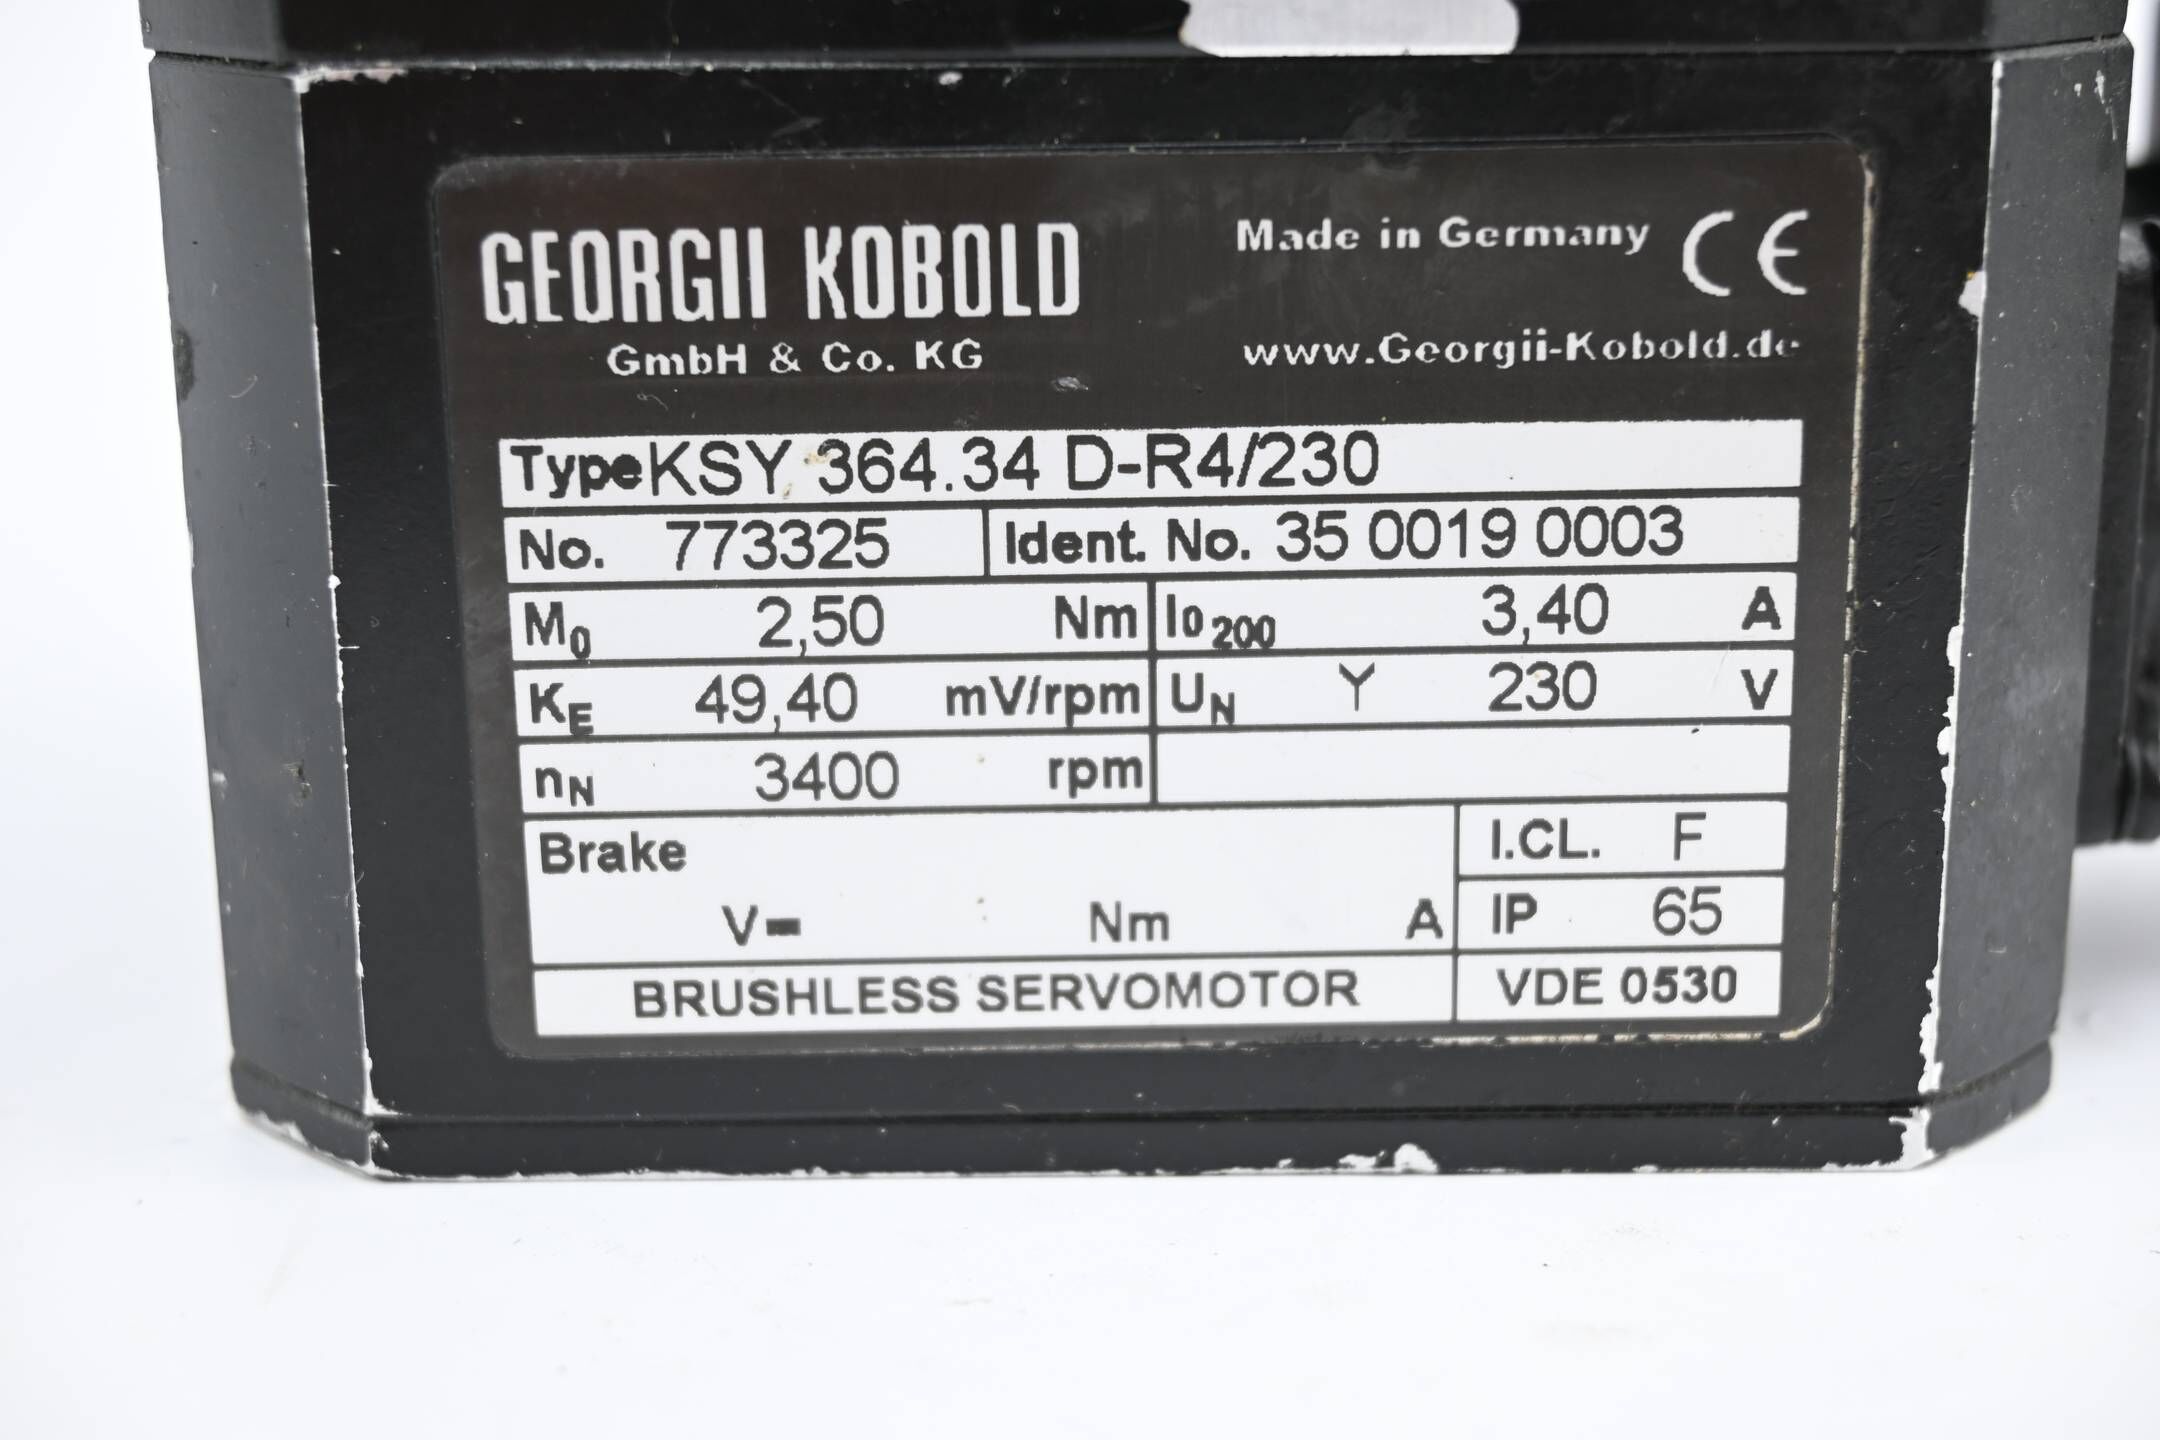 GEORGII KOBOLD
GmbH & Co. KG
Made in Germany CE
www.Georgii-Kobold.de
Type KSY 364.34 D-R4/230
No. 773325 Ident. No. 35 0019 0003
M0 2,50 Nm I0 200 3,40 A
KE 49,40 mV/rpm UN Y 230 V
nN 3400 rpm
Brake I.CL. F
V= Nm A IP 65
BRUSHLESS SERVOMOTOR VDE 0530